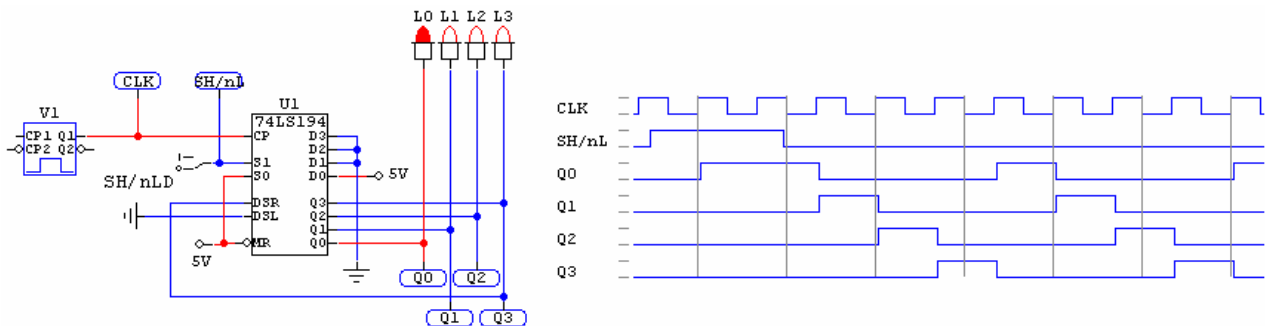 L0 L1 L2 L3
CLK
SH/nL
V1
CP1 Q1
CP2 Q2
U1
74LS194
CP
S1
S0
DSR
DSL
MR
D3
D2
D1
D0
Q3
Q2
Q1
Q0
5V
SH/nLD
5V
Q0
Q2
Q1
Q3
CLK
SH/nL
Q0
Q1
Q2
Q3